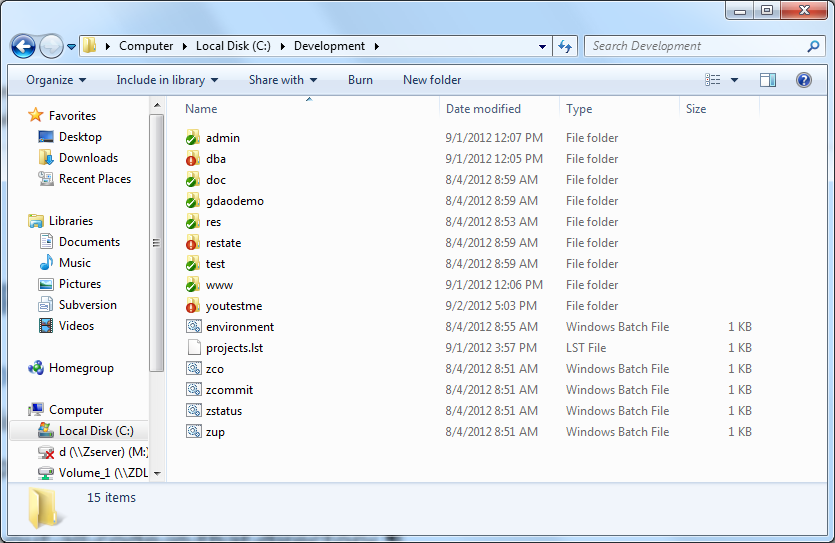 Computer Local Disk (C:) Development Search Development
Organize Include in library Share with Burn New folder
Favorites
Desktop
Downloads
Recent Places
Libraries
Documents
Music
Pictures
Subversion
Videos
Homegroup
Computer
Local Disk (C:)
d (\\Zserver) (M:
Volume_1 (\\ZDL
Name Date modified Type Size
admin 9/1/2012 12:07 PM File folder
dba 9/1/2012 12:05 PM File folder
doc 8/4/2012 8:59 AM File folder
gdaodemo 8/4/2012 8:59 AM File folder
res 8/4/2012 8:53 AM File folder
restate 8/4/2012 8:59 AM File folder
test 8/4/2012 8:59 AM File folder
www 9/1/2012 12:06 PM File folder
youtestme 9/2/2012 5:03 PM File folder
environment 8/4/2012 8:55 AM Windows Batch File 1 KB
projects.lst 9/1/2012 3:57 PM LST File 1 KB
zco 8/4/2012 8:51 AM Windows Batch File 1 KB
zcommit 8/4/2012 8:51 AM Windows Batch File 1 KB
zstatus 8/4/2012 8:51 AM Windows Batch File 1 KB
zup 8/4/2012 8:51 AM Windows Batch File 1 KB
15 items